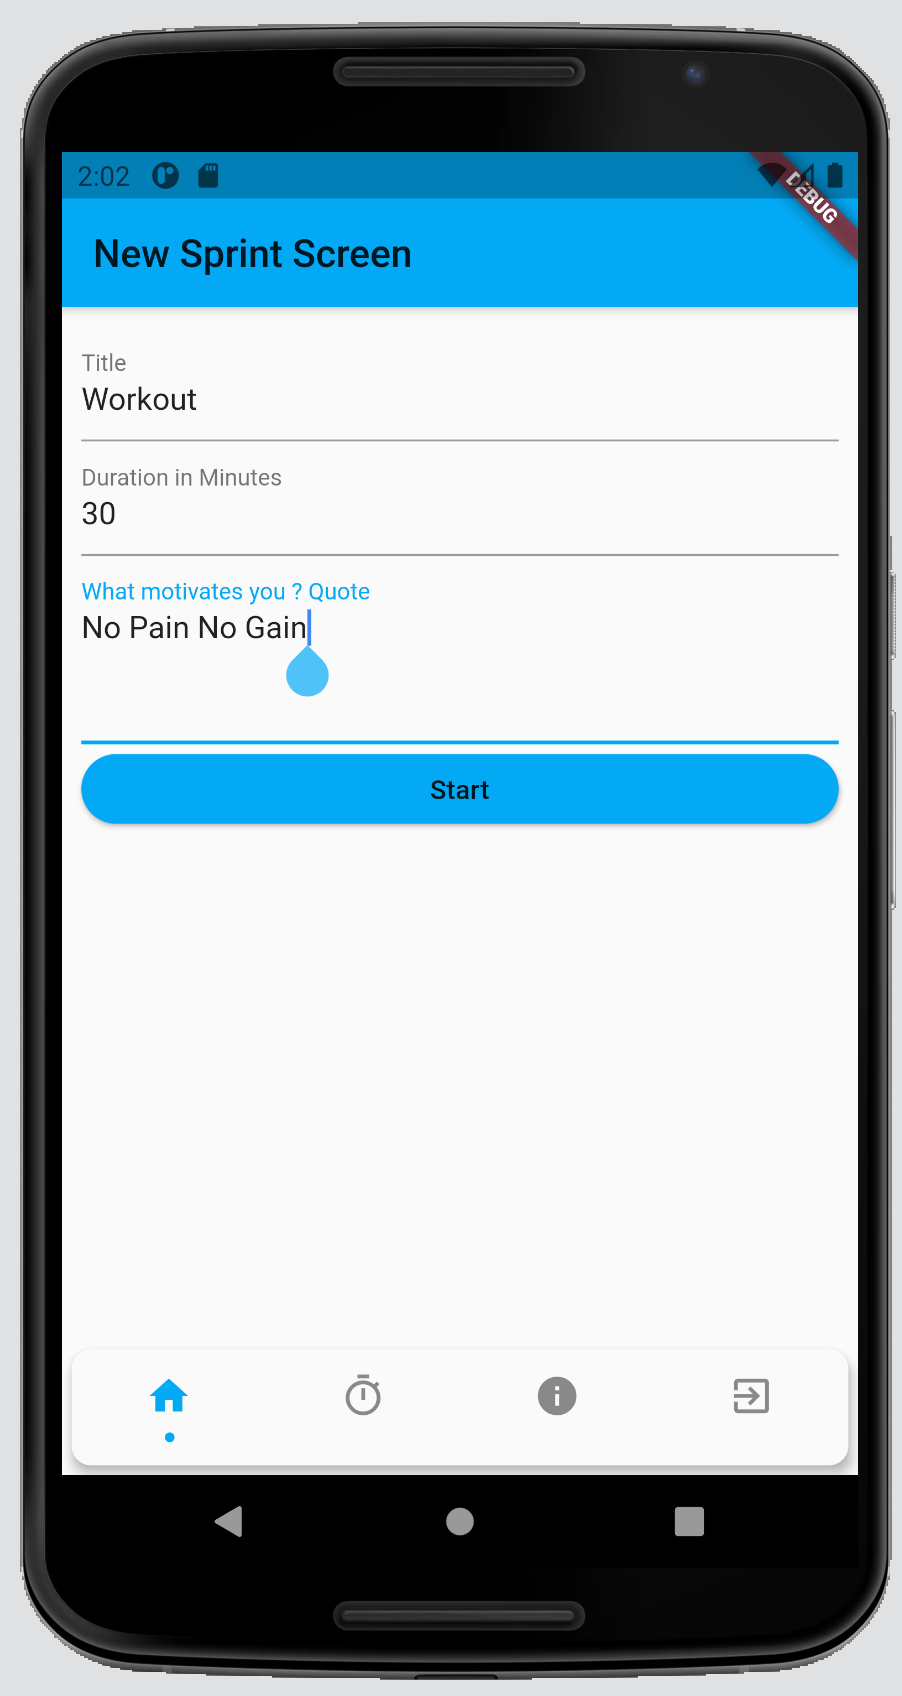 2:02
DEBUG
New Sprint Screen
Title
Workout
Duration in Minutes
30
What motivates you ? Quote
No Pain No Gain
Start